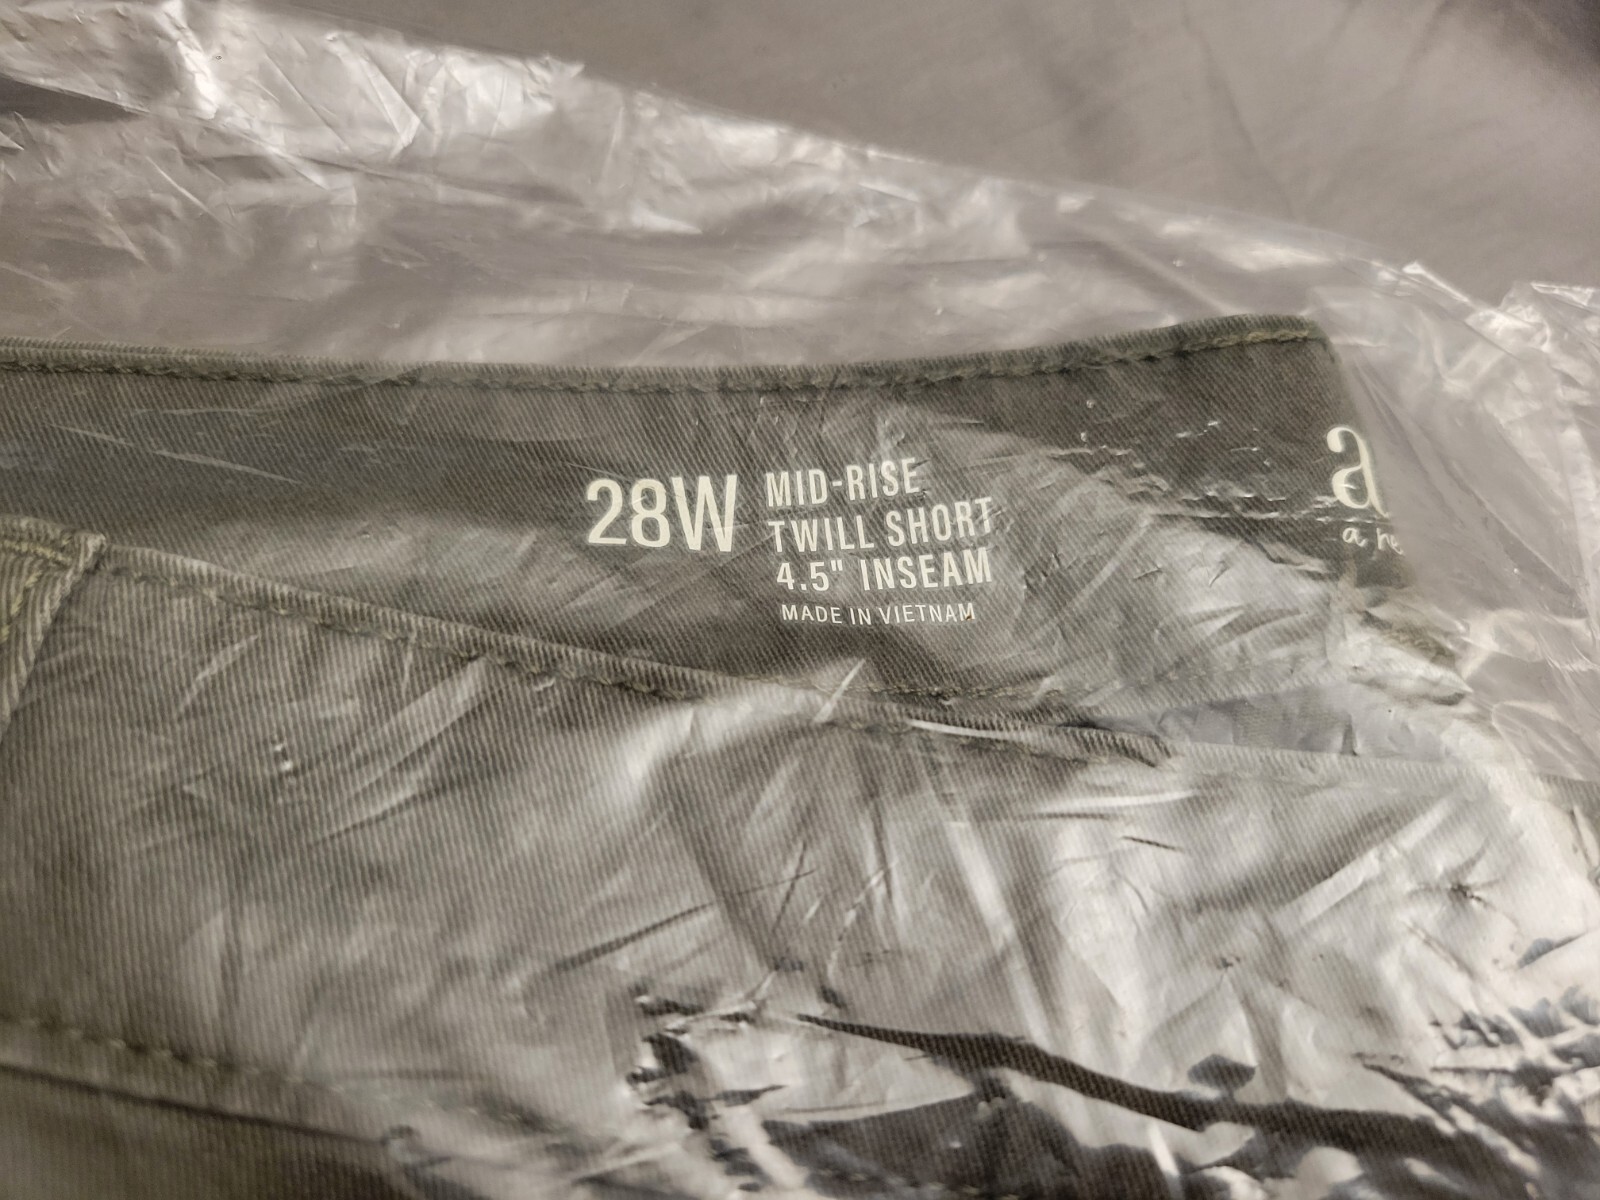 28W
MID-RISE
TWILL SHORT
4.5" INSEAM
MADE IN VIETNAM
a
a